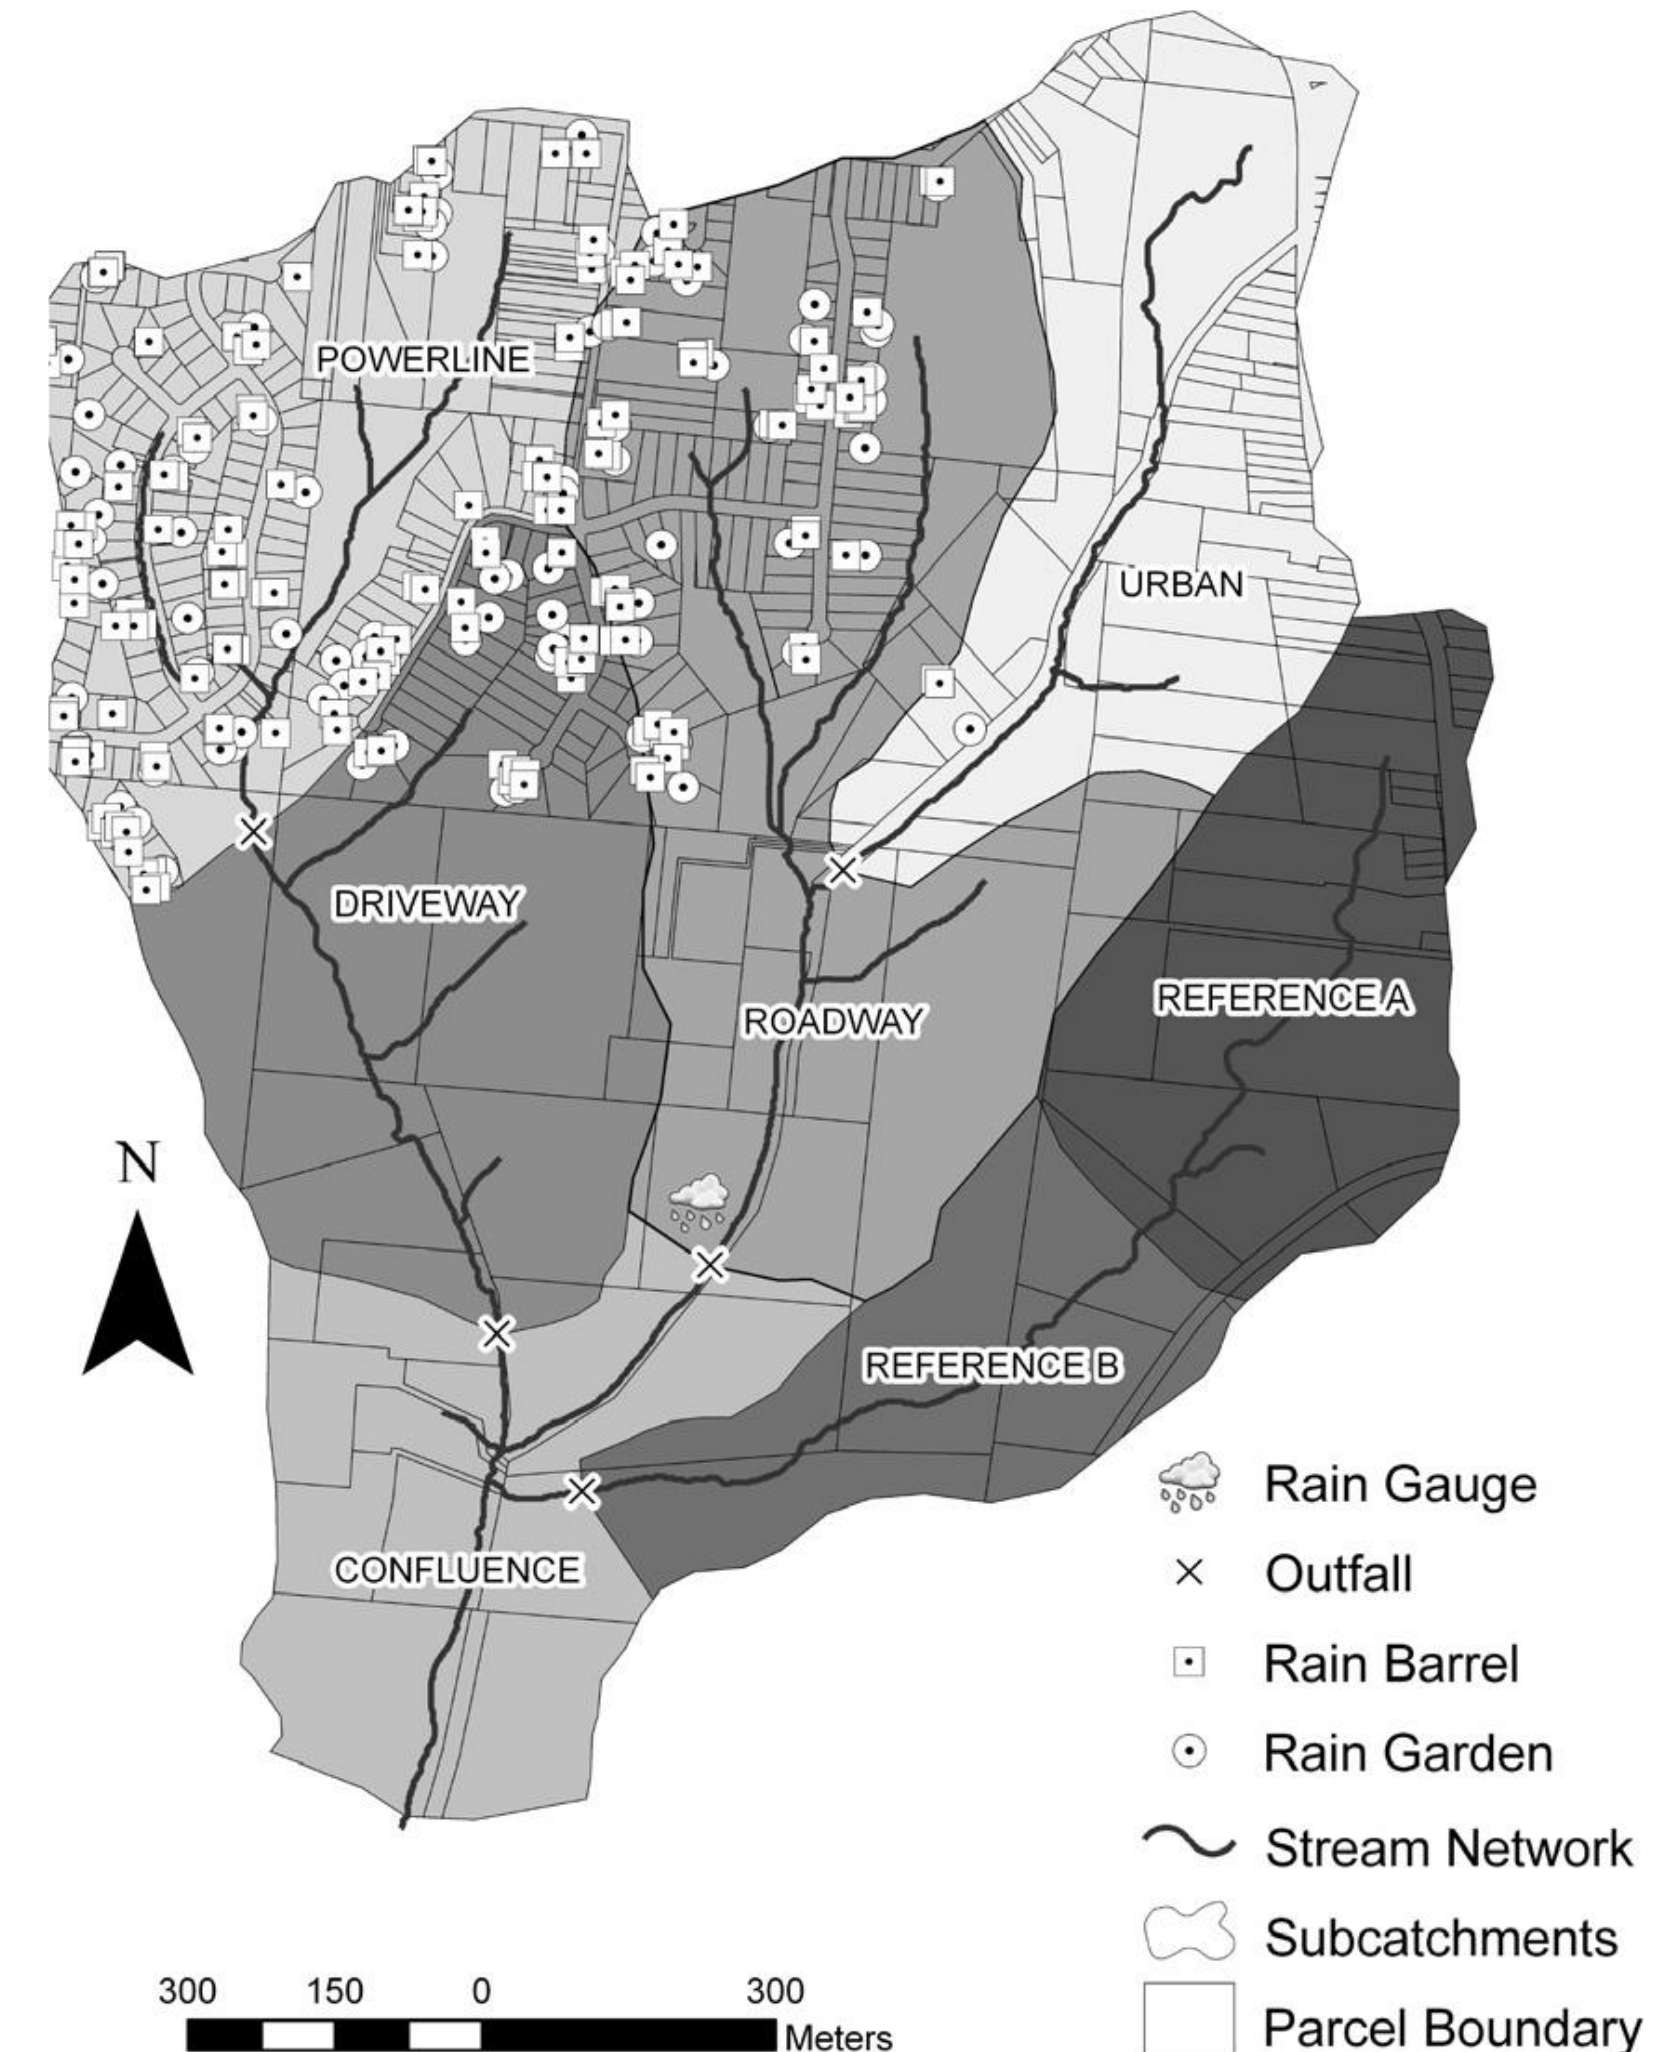 POWERLINE
URBAN
DRIVEWAY
REFERENCE A
ROADWAY
N
REFERENCE B
CONFLUENCE
Rain Gauge
Outfall
Rain Barrel
Rain Garden
Stream Network
Subcatchments
Parcel Boundary
300 150 0 300
Meters